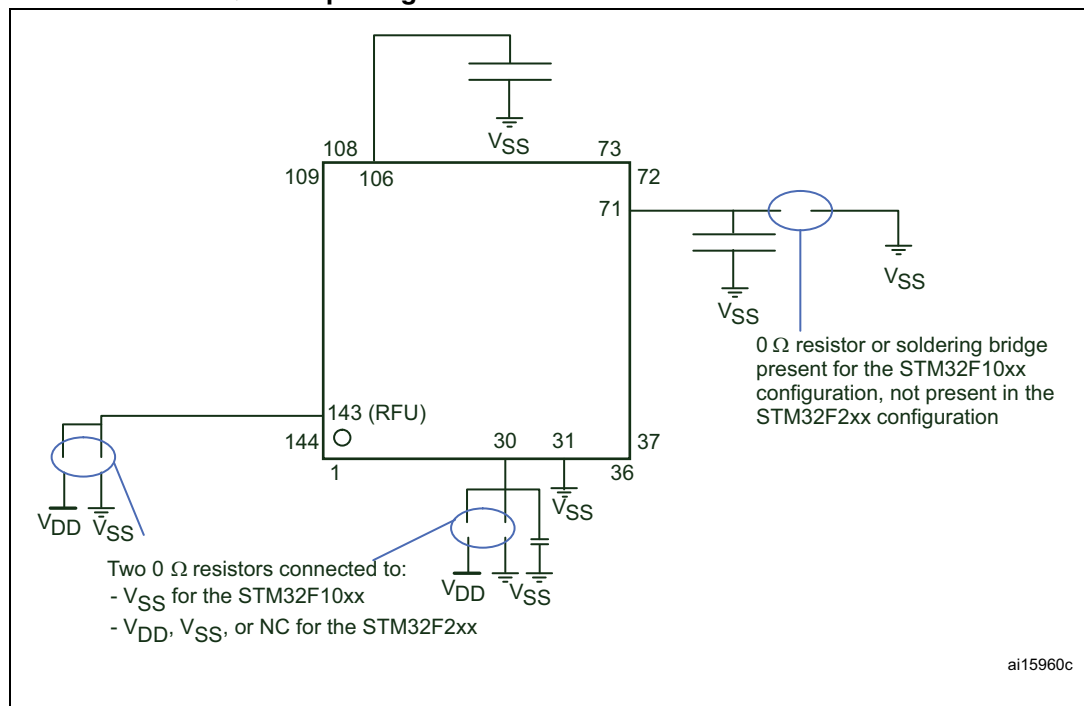 VSS
108
73
109
106
72
71
VSS
VSS
0 Ω resistor or soldering bridge
present for the STM32F10xx
configuration, not present in the
STM32F2xx configuration
143 (RFU)
144
30
31
37
1
36
VSS
VDD
VSS
Two 0 Ω resistors connected to:
- VSS for the STM32F10xx
- VDD, VSS, or NC for the STM32F2xx
VDD
VSS
ai15960c